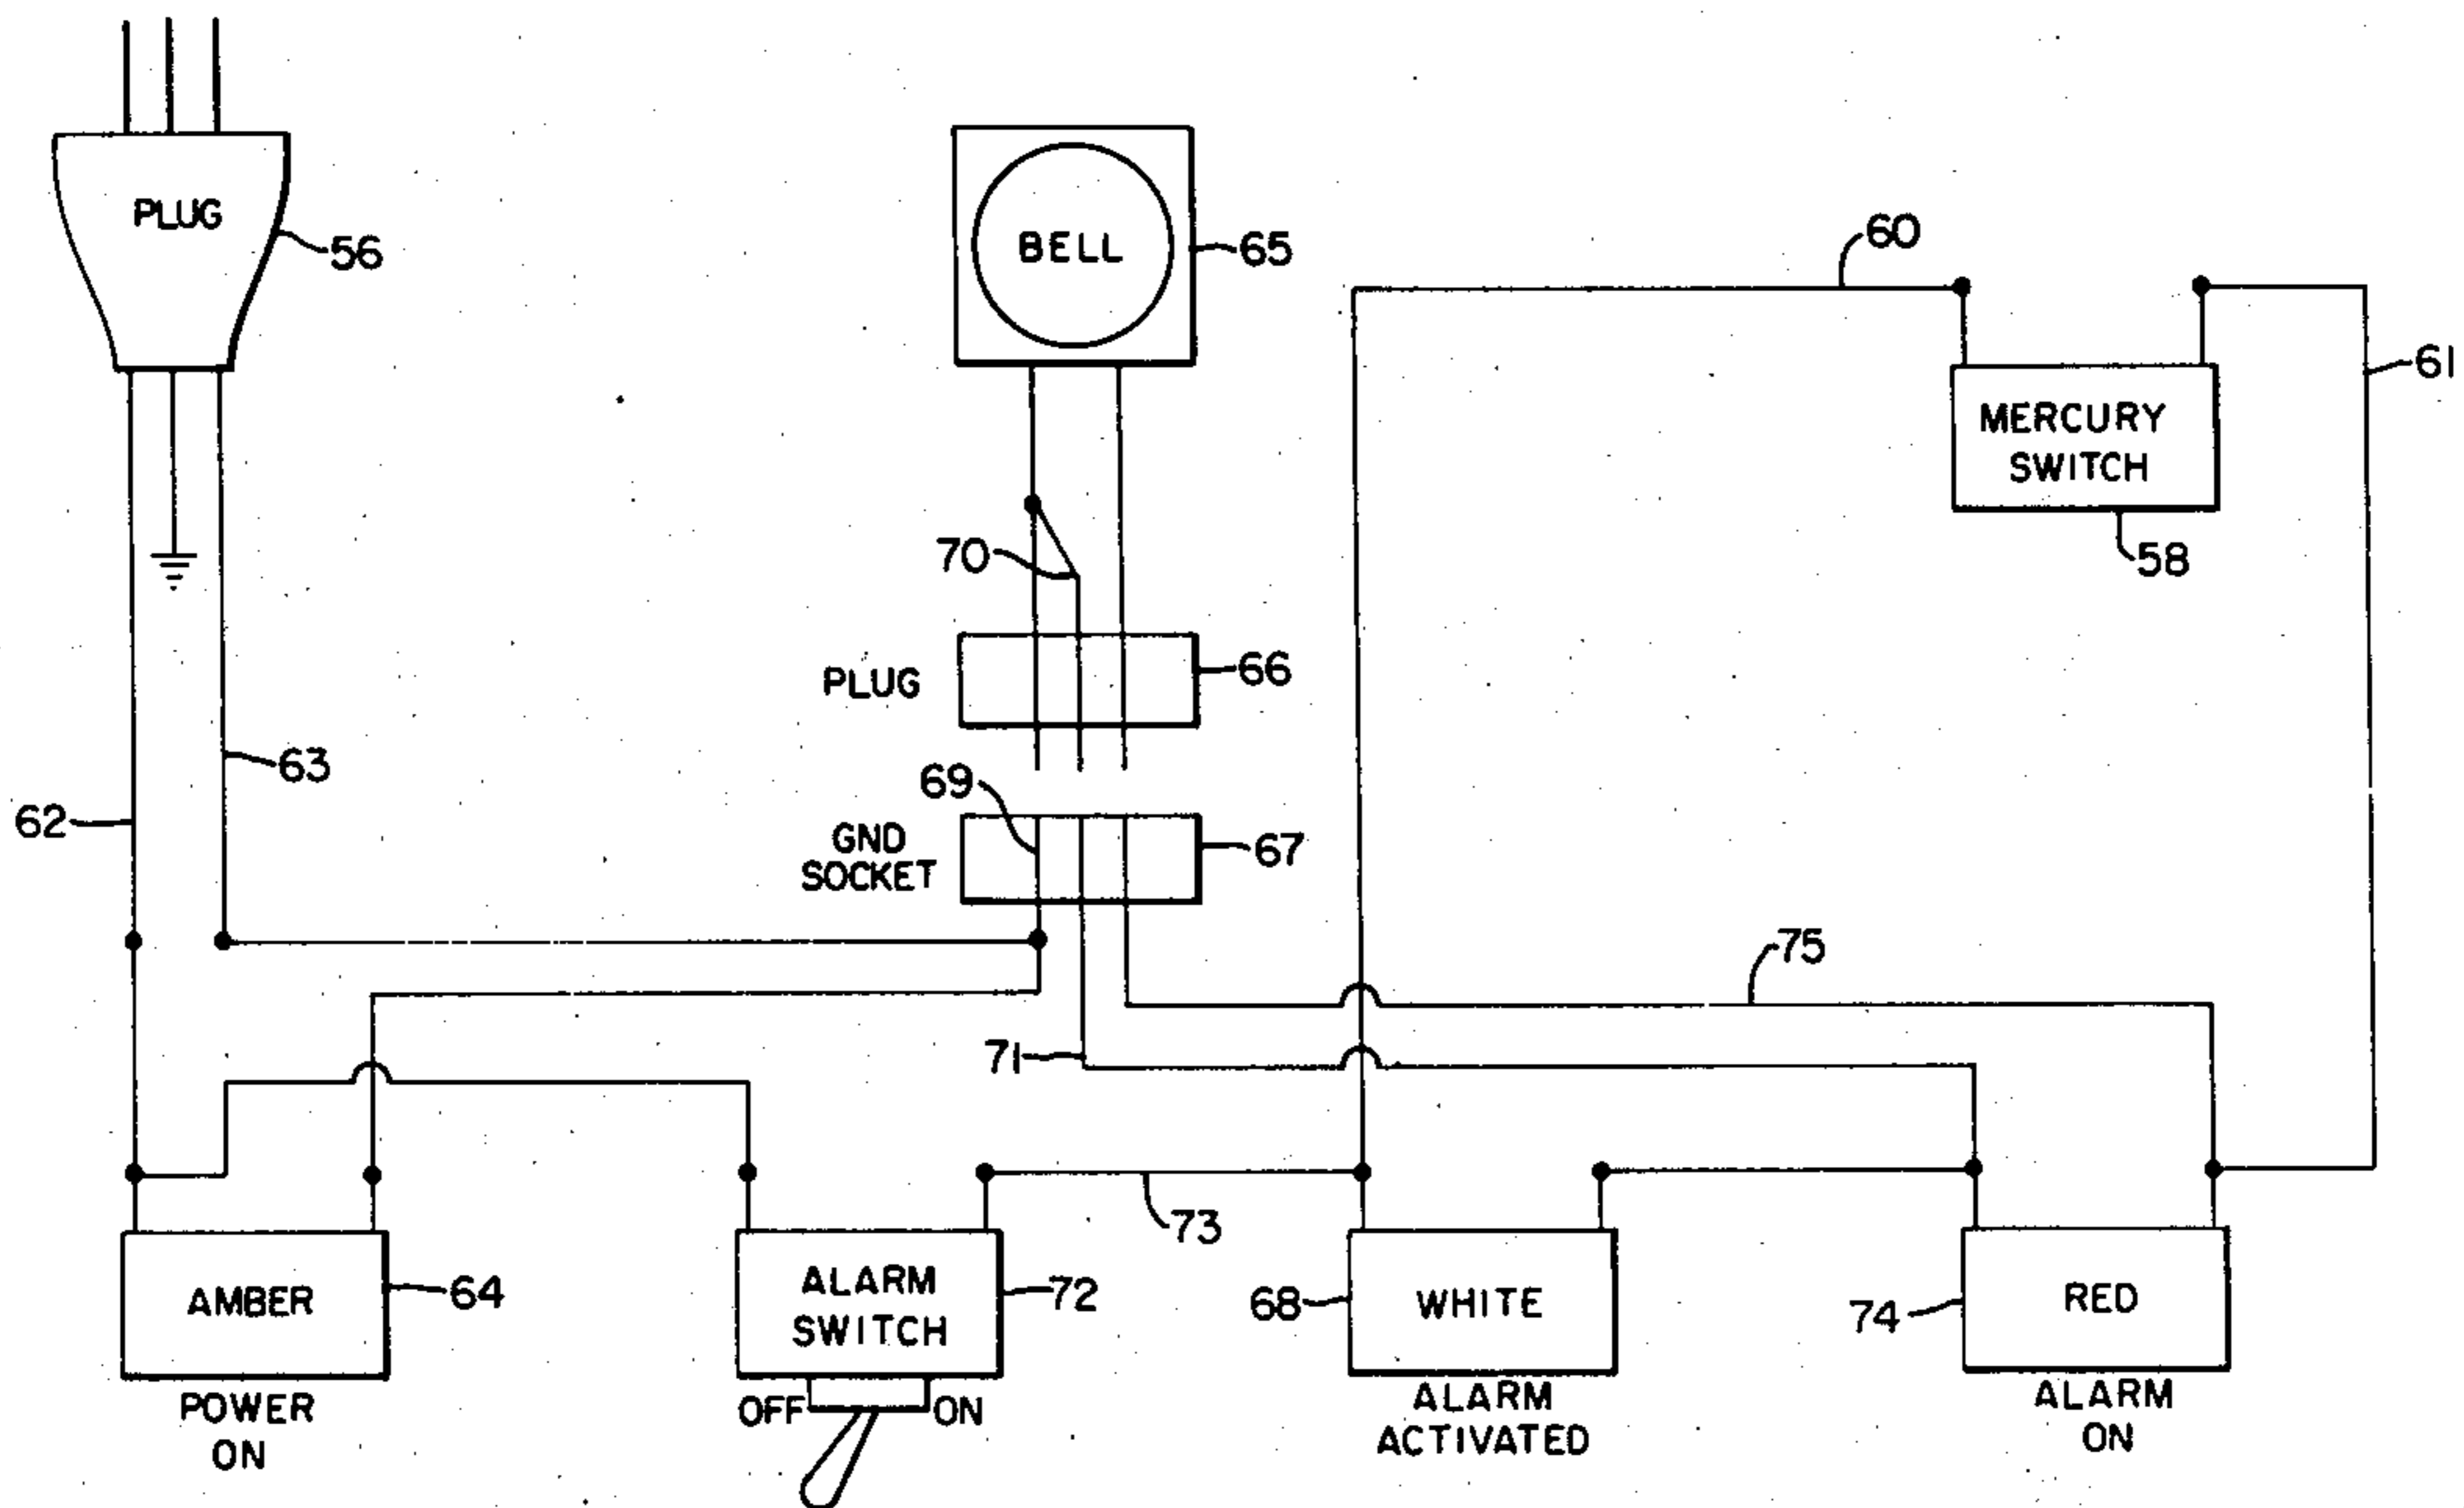 PLUG
56
BELL
65
60
61
MERCURY
SWITCH
58
70
PLUG
66
63
62
69
GND
SOCKET
67
75
71
73
AMBER
64
POWER
ON
ALARM
SWITCH
72
OFF
ON
68
WHITE
ALARM
ACTIVATED
74
RED
ALARM
ON